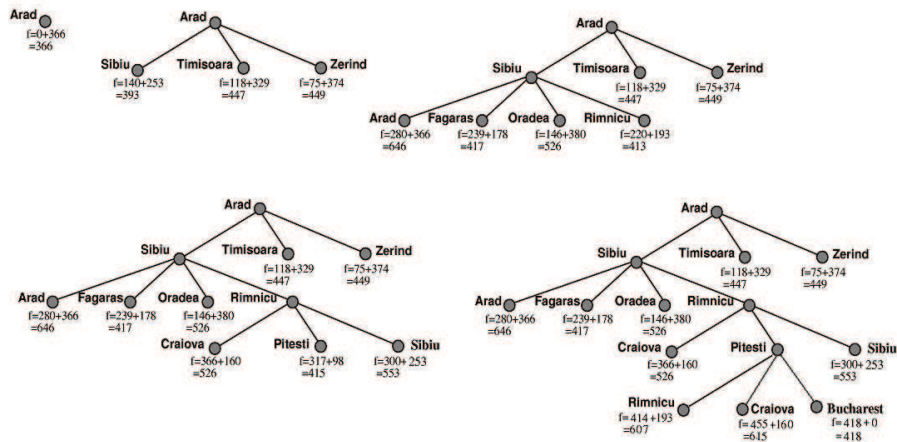 Arad
f=0+366
=366
Arad
Sibiu
Timisoara
Zerind
f=140+253
=393
f=118+329
=447
f=75+374
=449
Arad
Sibiu
Timisoara
Zerind
f=118+329
=447
f=75+374
=449
Arad
Fagaras
Oradea
Rimnicu
f=280+366
=646
f=239+178
=417
f=146+380
=526
f=220+193
=413
Arad
Sibiu
Timisoara
Zerind
f=118+329
=447
f=75+374
=449
Arad
Fagaras
Oradea
Rimnicu
f=280+366
=646
f=239+178
=417
f=146+380
=526
Craiova
Pitesti
Sibiu
f=366+160
=526
f=317+98
=415
f=300+253
=553
Arad
Sibiu
Timisoara
Zerind
f=118+329
=447
f=75+374
=449
Arad
Fagaras
Oradea
Rimnicu
f=280+366
=646
f=239+178
=417
f=146+380
=526
Craiova
Pitesti
Sibiu
f=366+160
=526
f=300+253
=553
Rimnicu
Craiova
Bucharest
f=414+193
=607
f=455+160
=615
f=418+0
=418